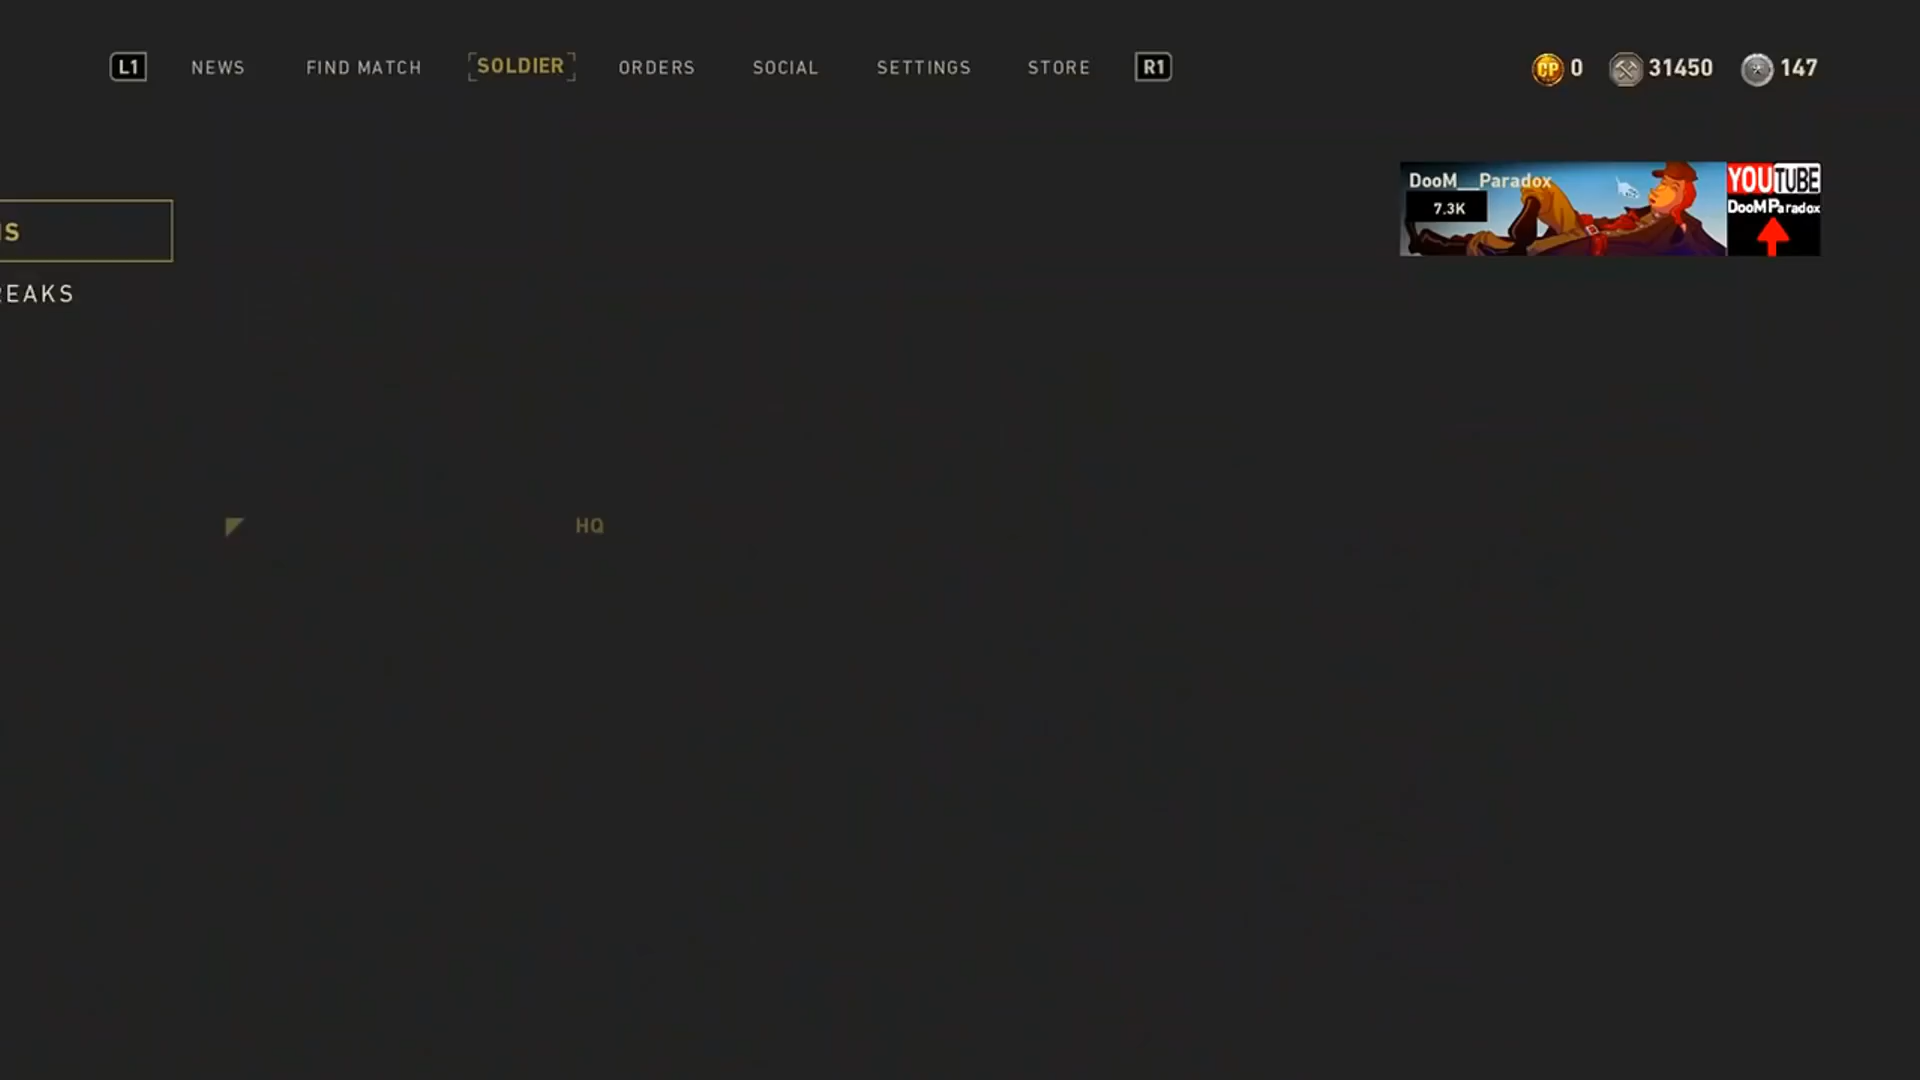 L1 NEWS FIND MATCH SOLDIER ORDERS SOCIAL SETTINGS STORE R1 CP 0 31450 147
DooM__Paradox
7.3K
YOUTUBE
DooMParadox
S
REAKS
HQ